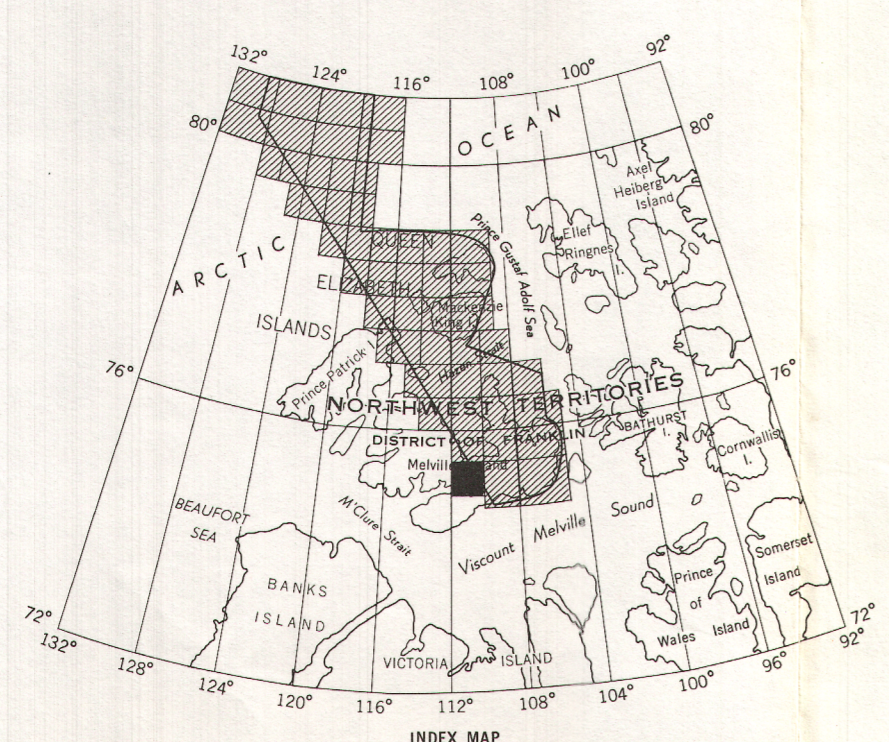 132°
124°
116°
108°
100°
92°
80°
80°
OCEAN
ARCTIC
Axel
Heiberg
Island
Ellef
Ringnes
I.
Prince Gustaf Adolf Sea
QUEEN
ELIZABETH
ISLANDS
Mackenzie
King I.
Hazen Strait
Prince Patrick I.
76°
76°
NORTHWEST TERRITORIES
DISTRICT OF FRANKLIN
BATHURST
I.
Cornwallis
I.
Melville Island
BEAUFORT
SEA
M'Clure Strait
Viscount Melville Sound
Somerset
Island
BANKS
ISLAND
Prince
of
Wales Island
VICTORIA ISLAND
72°
72°
132°
128°
124°
120°
116°
112°
108°
104°
100°
96°
92°
INDEX MAP